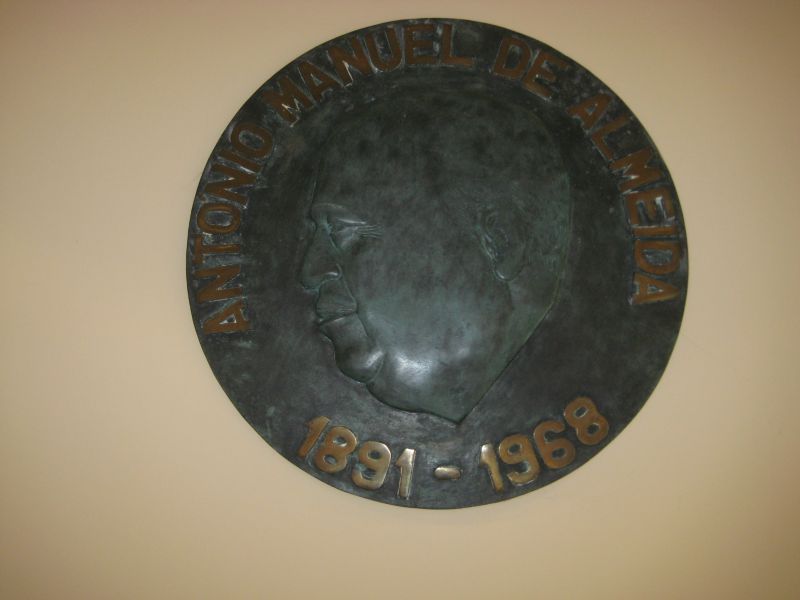 ANTONIO MANUEL DE ALMEIDA
1891 - 1968